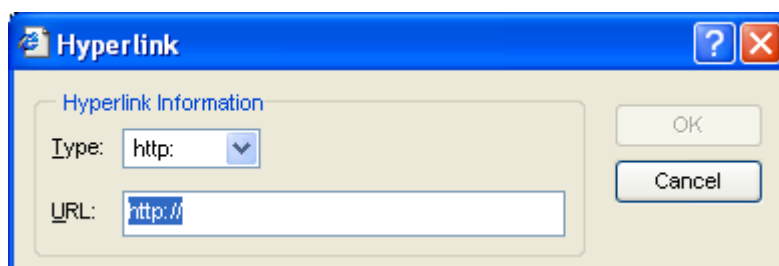 Hyperlink
Hyperlink Information
Type: http:
OK
URL: http://
Cancel